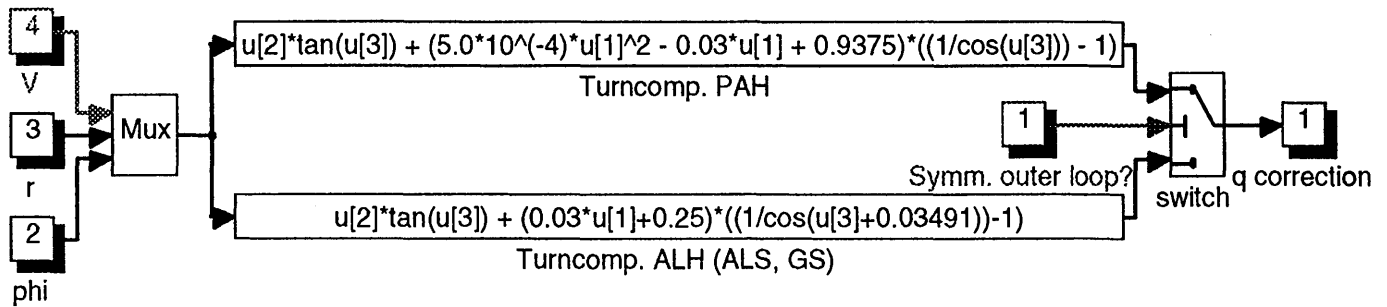 4
V
3
r
2
phi
Mux
u[2]*tan(u[3]) + (5.0*10^(-4)*u[1]^2 - 0.03*u[1] + 0.9375)*((1/cos(u[3])) - 1)
Turncomp. PAH
1
Symm. outer loop?
u[2]*tan(u[3]) + (0.03*u[1]+0.25)*((1/cos(u[3]+0.03491))-1)
Turncomp. ALH (ALS, GS)
switch
1
q correction